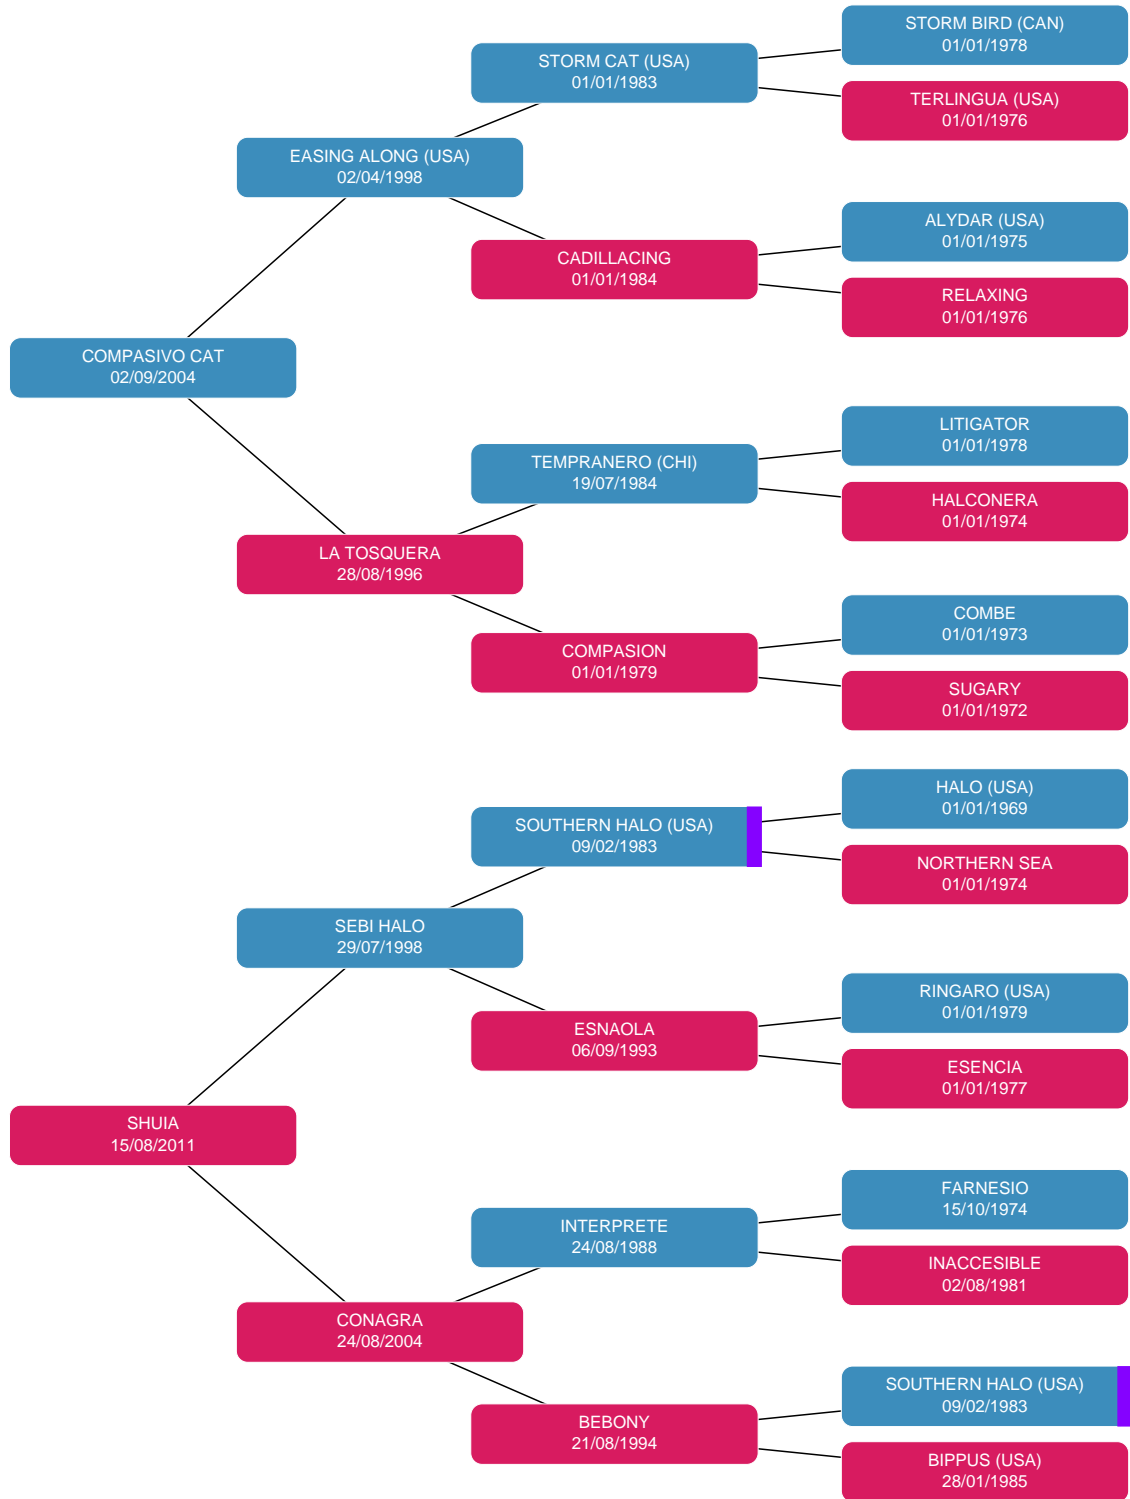 STORM BIRD (CAN)
01/01/1978
STORM CAT (USA)
01/01/1983
TERLINGUA (USA)
01/01/1976
EASING ALONG (USA)
02/04/1998
ALYDAR (USA)
01/01/1975
CADILLACING
01/01/1984
RELAXING
01/01/1976
COMPASIVO CAT
02/09/2004
LITIGATOR
01/01/1978
TEMPRANERO (CHI)
19/07/1984
HALCONERA
01/01/1974
LA TOSQUERA
28/08/1996
COMBE
01/01/1973
COMPASION
01/01/1979
SUGARY
01/01/1972
HALO (USA)
01/01/1969
SOUTHERN HALO (USA)
09/02/1983
NORTHERN SEA
01/01/1974
SEBI HALO
29/07/1998
RINGARO (USA)
01/01/1979
ESNAOLA
06/09/1993
ESENCIA
01/01/1977
SHUIA
15/08/2011
FARNESIO
15/10/1974
INTERPRETE
24/08/1988
INACCESIBLE
02/08/1981
CONAGRA
24/08/2004
SOUTHERN HALO (USA)
09/02/1983
BEBONY
21/08/1994
BIPPUS (USA)
28/01/1985